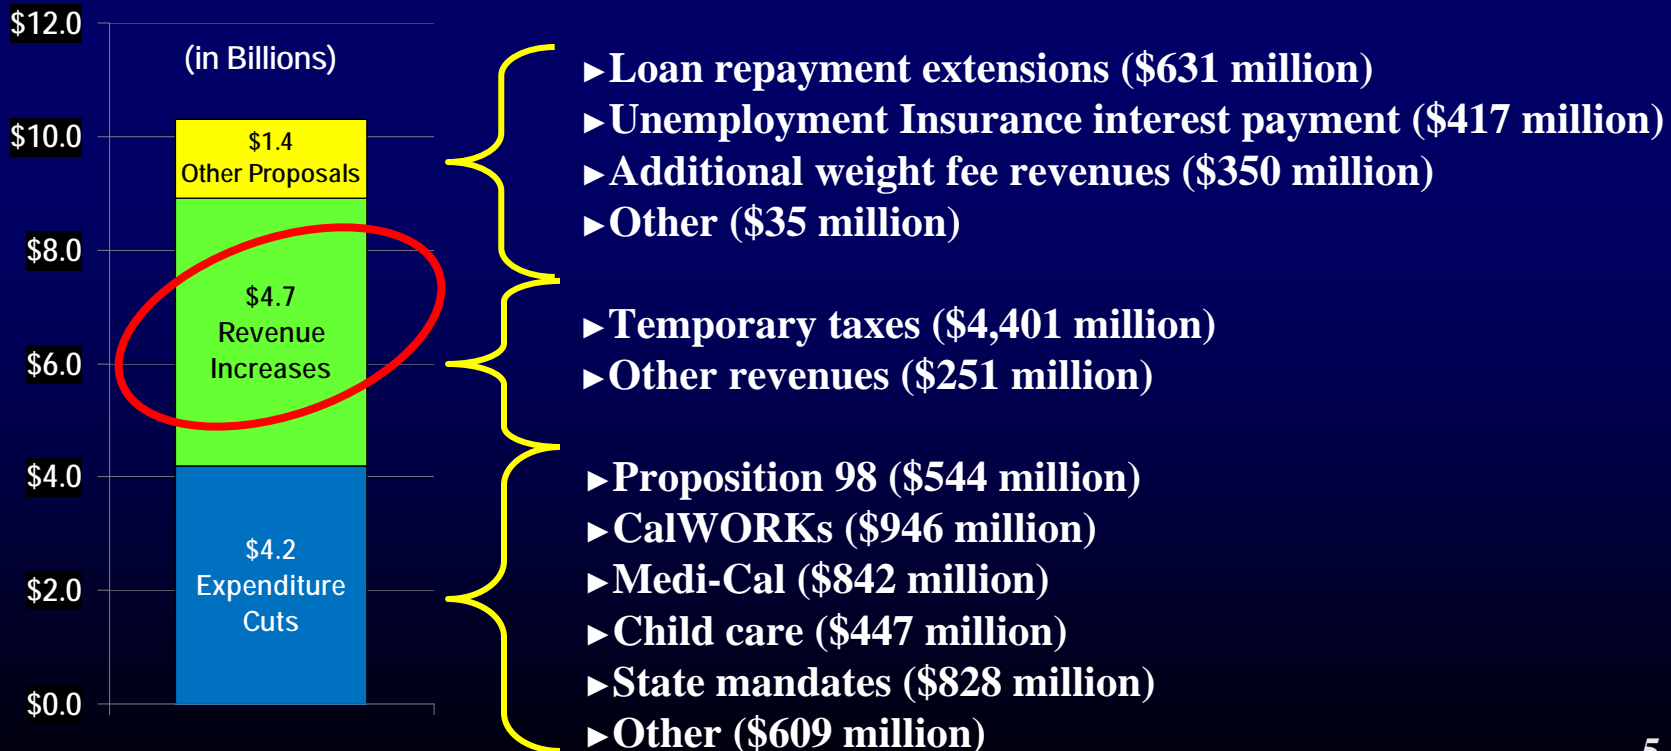 $12.0
$10.0
$8.0
$6.0
$4.0
$2.0
$0.0
(in Billions)
$1.4
Other Proposals
$4.7
Revenue
Increases
$4.2
Expenditure
Cuts
►Loan repayment extensions ($631 million)
►Unemployment Insurance interest payment ($417 million)
►Additional weight fee revenues ($350 million)
►Other ($35 million)
►Temporary taxes ($4,401 million)
►Other revenues ($251 million)
►Proposition 98 ($544 million)
►CalWORKs ($946 million)
►Medi-Cal ($842 million)
►Child care ($447 million)
►State mandates ($828 million)
►Other ($609 million)
5